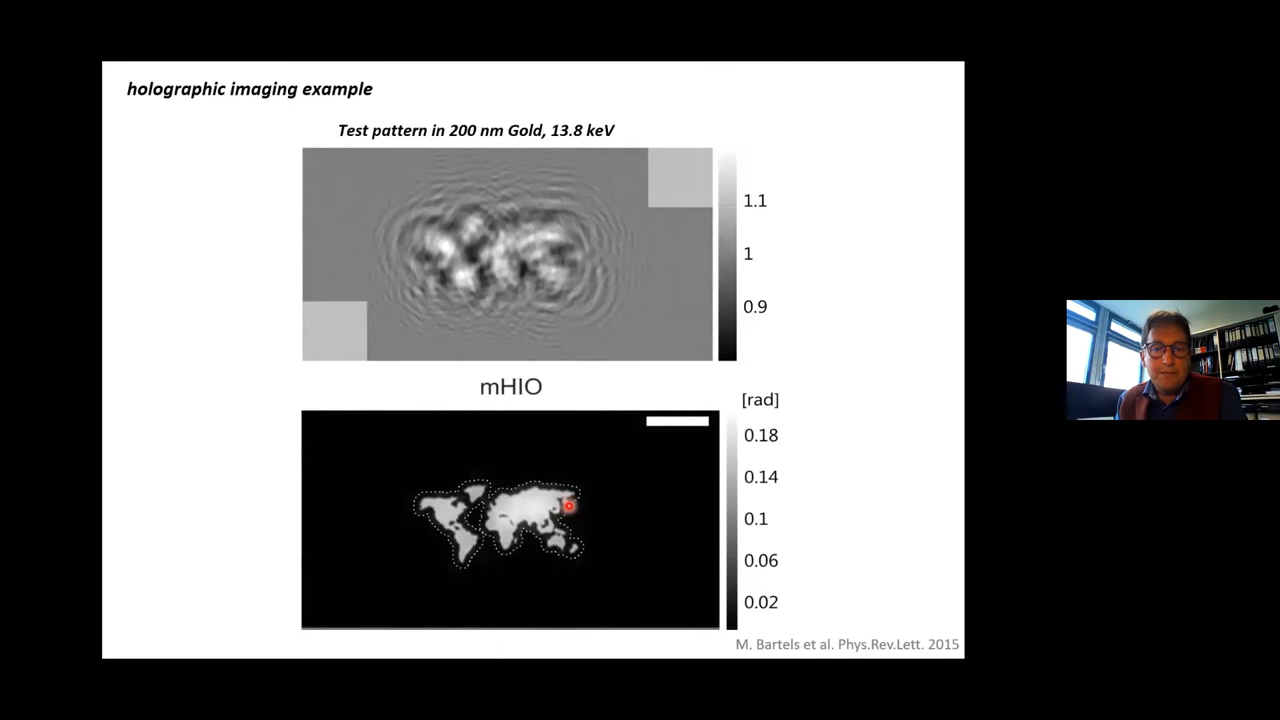 holographic imaging example
Test pattern in 200 nm Gold, 13.8 keV
1.1
1
0.9
mHIO
[rad]
0.18
0.14
0.1
0.06
0.02
M. Bartels et al. Phys.Rev.Lett. 2015